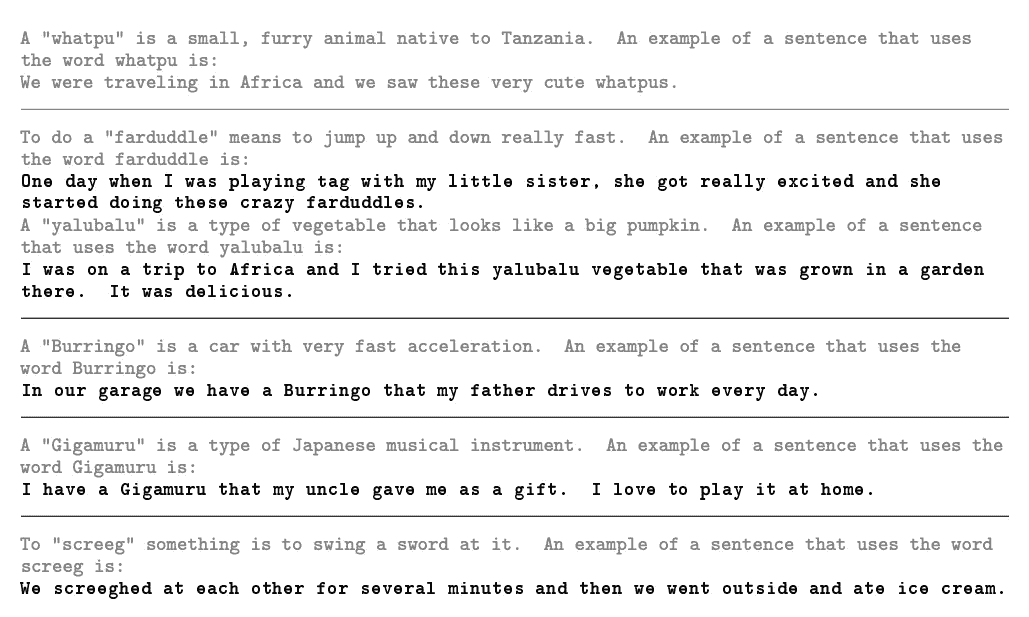 A "whatpu" is a small, furry animal native to Tanzania.  An example of a sentence that uses
the word whatpu is:
We were traveling in Africa and we saw these very cute whatpus.
To do a "farduddle" means to jump up and down really fast.  An example of a sentence that uses
the word farduddle is:
One day when I was playing tag with my little sister, she got really excited and she
started doing these crazy farduddles.
A "yalubalu" is a type of vegetable that looks like a big pumpkin.  An example of a sentence
that uses the word yalubalu is:
I was on a trip to Africa and I tried this yalubalu vegetable that was grown in a garden
there.  It was delicious.
A "Burringo" is a car with very fast acceleration.  An example of a sentence that uses the
word Burringo is:
In our garage we have a Burringo that my father drives to work every day.
A "Gigamuru" is a type of Japanese musical instrument.  An example of a sentence that uses the
word Gigamuru is:
I have a Gigamuru that my uncle gave me as a gift.  I love to play it at home.
To "screeg" something is to swing a sword at it.  An example of a sentence that uses the word
screeg is:
We screeghed at each other for several minutes and then we went outside and ate ice cream.